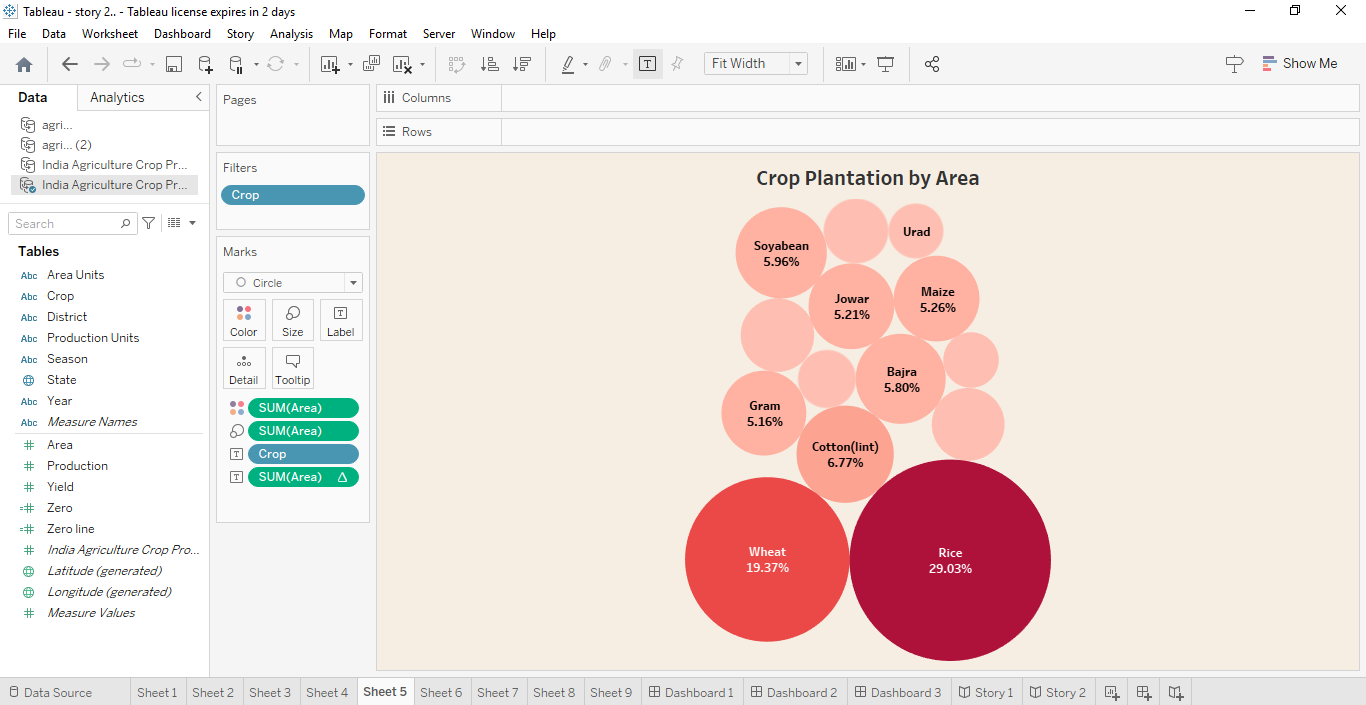 Tableau - story 2.. - Tableau license expires in 2 days
File Data Worksheet Dashboard Story Analysis Map Format Server Window Help
Fit Width
Show Me
Data Analytics
agri...
agri... (2)
India Agriculture Crop Pr...
India Agriculture Crop Pr...
Search
Tables
Abc Area Units
Abc Crop
Abc District
Abc Production Units
Abc Season
State
Abc Year
Abc Measure Names
# Area
# Production
# Yield
=# Zero
=# Zero line
# India Agriculture Crop Pro...
Latitude (generated)
Longitude (generated)
# Measure Values
Pages
Filters
Crop
Marks
Circle
Color Size Label
Detail Tooltip
SUM(Area)
SUM(Area)
Crop
SUM(Area) Δ
Columns
Rows
Crop Plantation by Area
Soyabean
5.96%
Urad
Jowar
5.21%
Maize
5.26%
Bajra
5.80%
Gram
5.16%
Cotton(lint)
6.77%
Wheat
19.37%
Rice
29.03%
Data Source Sheet 1 Sheet 2 Sheet 3 Sheet 4 Sheet 5 Sheet 6 Sheet 7 Sheet 8 Sheet 9 Dashboard 1 Dashboard 2 Dashboard 3 Story 1 Story 2